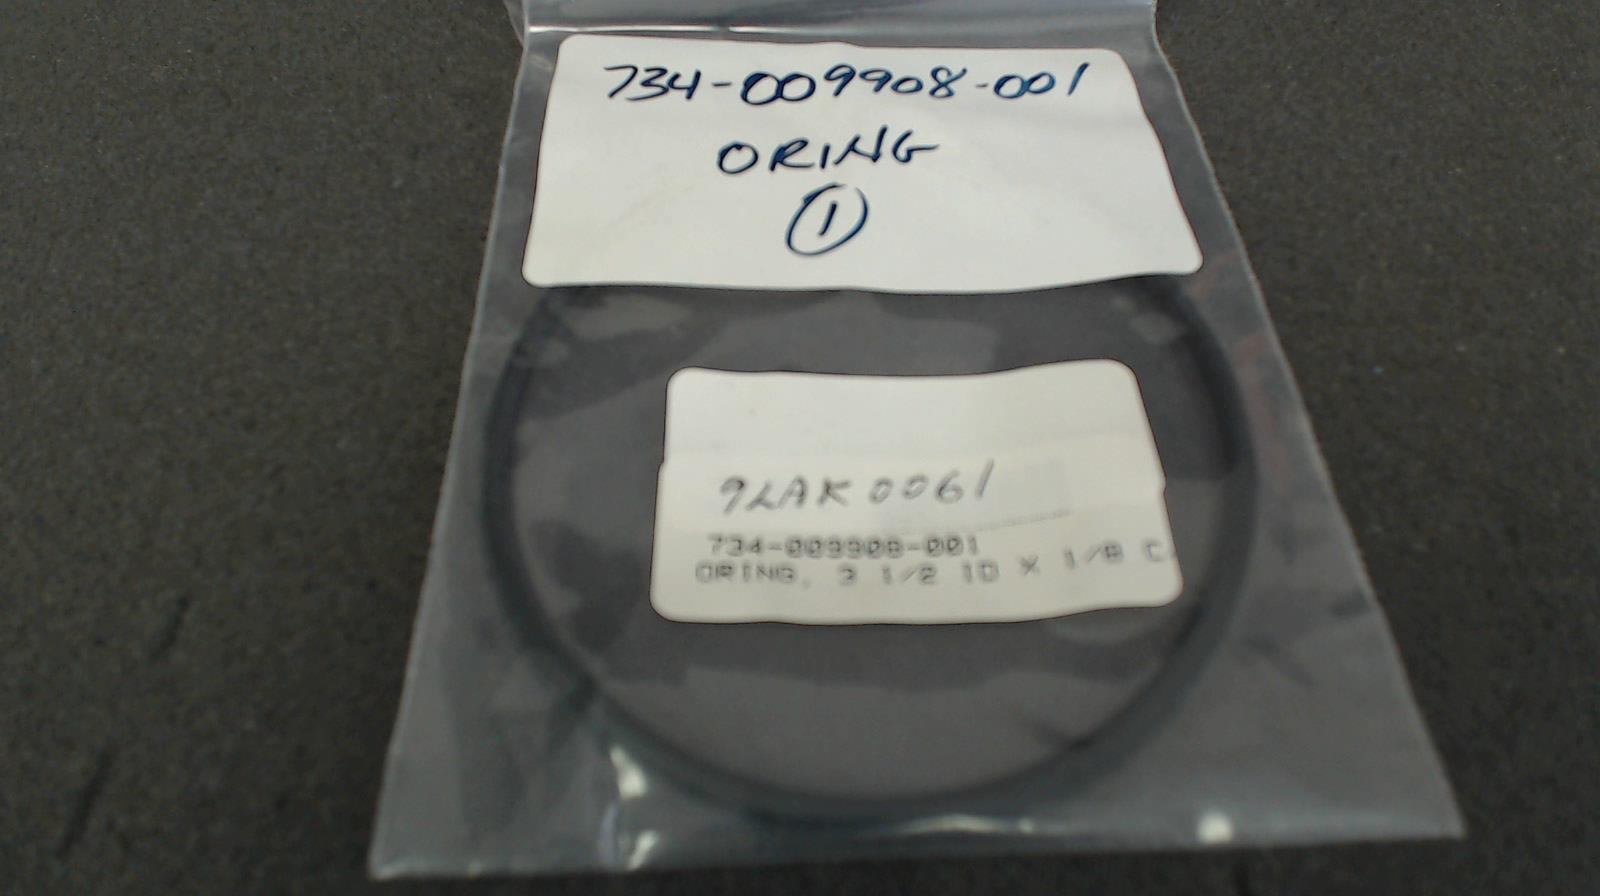 734-009908-001
ORING
1
92AK0061
734-009908-001
ORING, 3 1/2 ID X 1/8 C